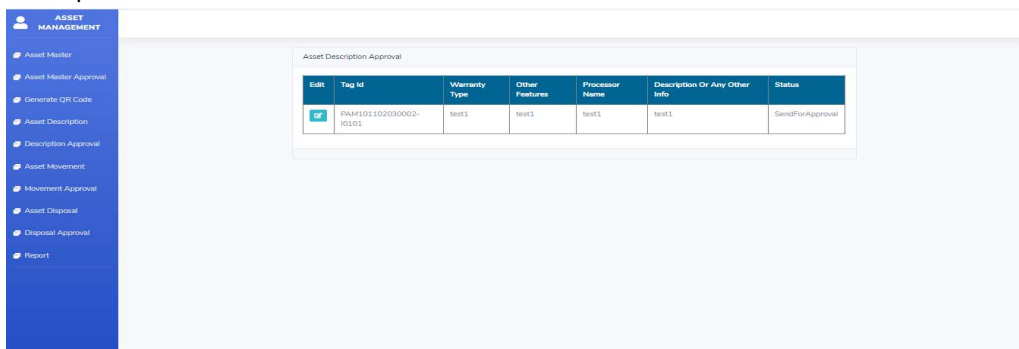 ASSET
MANAGEMENT
Asset Master
Asset Master Approval
Generate QR Code
Asset Description
Description Approval
Asset Movement
Movement Approval
Asset Disposal
Disposal Approval
Report
Asset Description Approval
Edit Tag Id Warranty Type Other Features Processor Name Description Or Any Other Info Status
PAM101102030002-I0101 test1 test1 test1 test1 SendForApproval